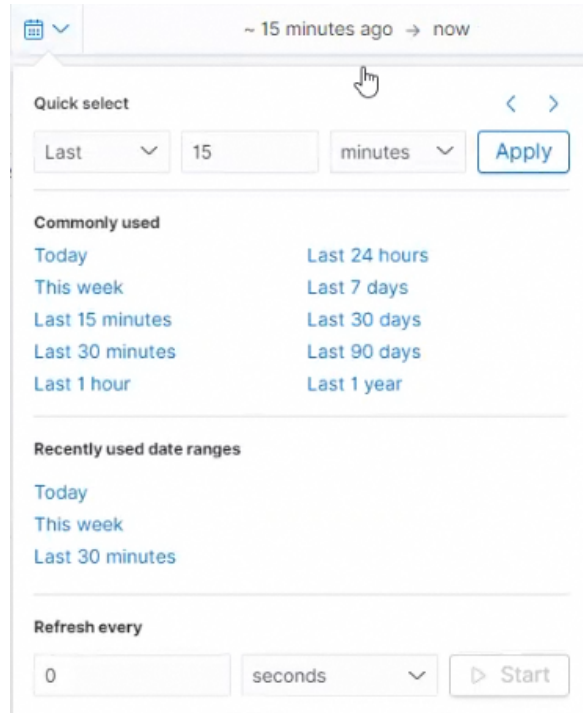 ~ 15 minutes ago → now
Quick select
Last 15 minutes Apply
Commonly used
Today Last 24 hours
This week Last 7 days
Last 15 minutes Last 30 days
Last 30 minutes Last 90 days
Last 1 hour Last 1 year
Recently used date ranges
Today
This week
Last 30 minutes
Refresh every
0 seconds Start